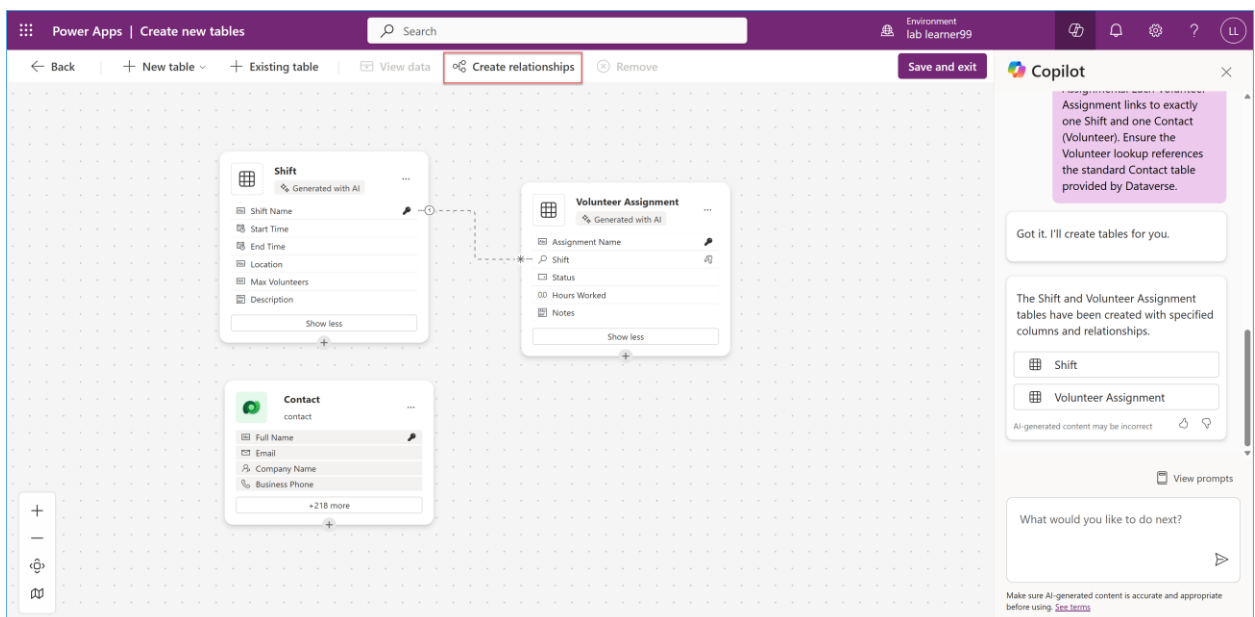 Power Apps | Create new tables
Search
Environment
lab learner99
LL
Back
New table
Existing table
View data
Create relationships
Remove
Save and exit
Copilot
Assignment links to exactly
one Shift and one Contact
(Volunteer). Ensure the
Volunteer lookup references
the standard Contact table
provided by Dataverse.
Got it. I'll create tables for you.
The Shift and Volunteer Assignment
tables have been created with specified
columns and relationships.
Shift
Volunteer Assignment
AI-generated content may be incorrect
View prompts
What would you like to do next?
Make sure AI-generated content is accurate and appropriate
before using. See terms
Shift
Generated with AI
Shift Name
Start Time
End Time
Location
Max Volunteers
Description
Show less
1
Volunteer Assignment
Generated with AI
Assignment Name
Shift
Status
Hours Worked
Notes
Show less
Contact
contact
Full Name
Email
Company Name
Business Phone
+218 more